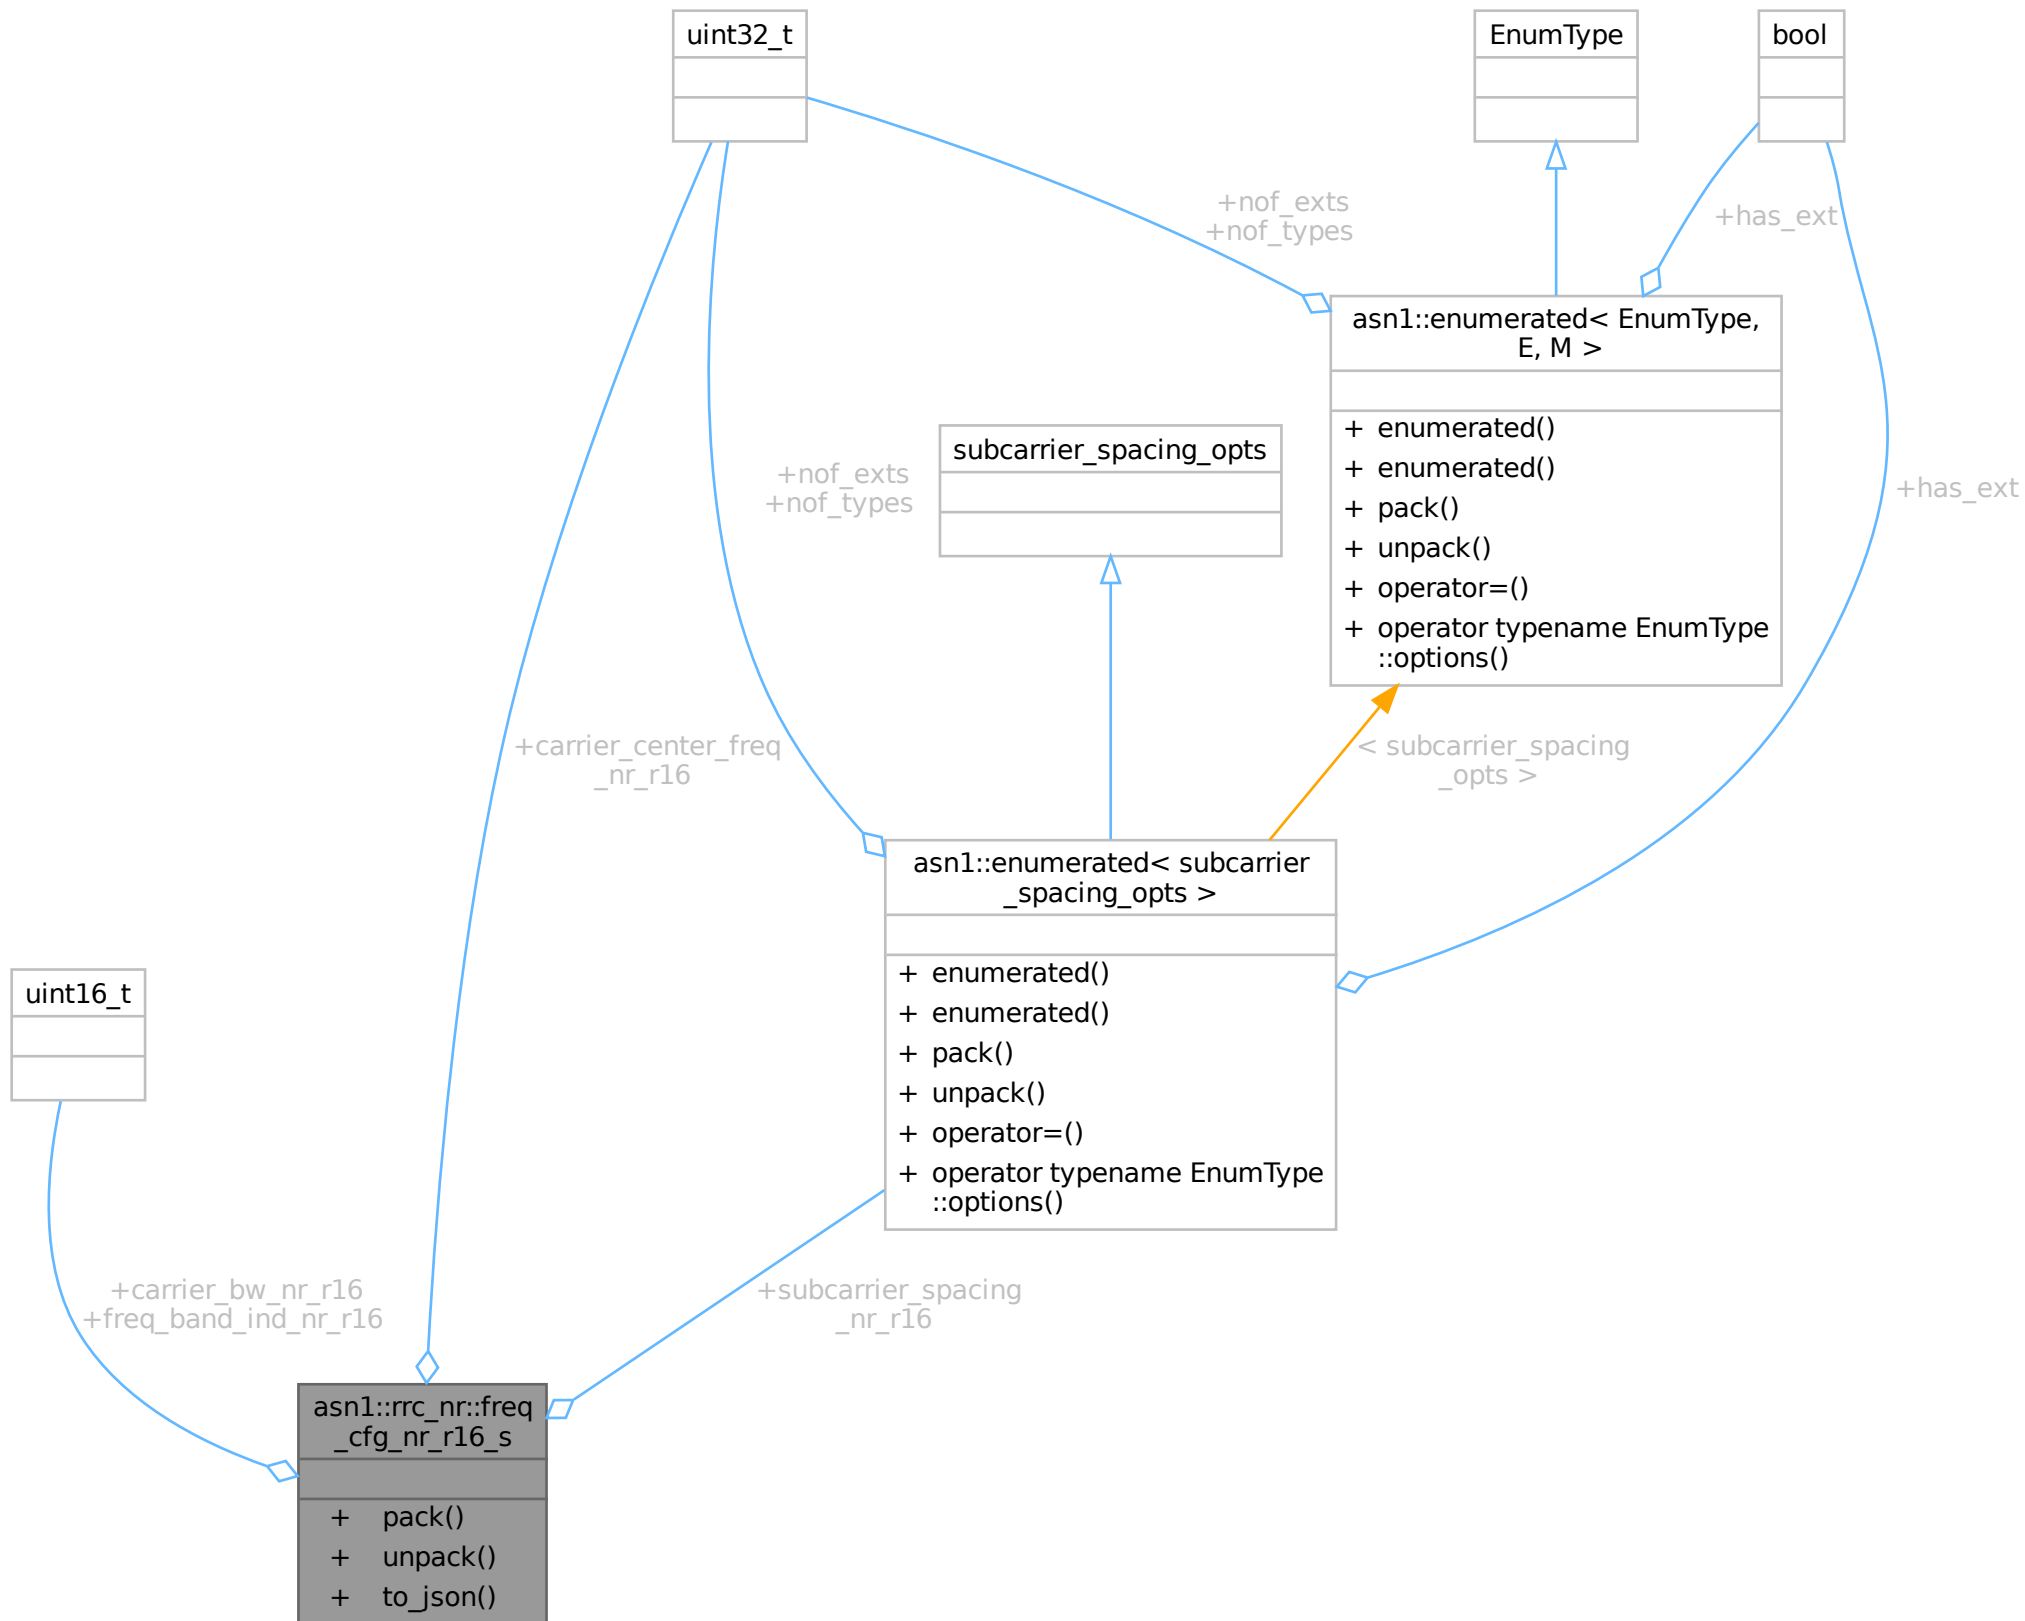 uint32_t
EnumType
bool
+nof_exts
+nof_types
+has_ext
asn1::enumerated< EnumType,
E, M >
+ enumerated()
+ enumerated()
+ pack()
+ unpack()
+ operator=()
+ operator typename EnumType
::options()
subcarrier_spacing_opts
+nof_exts
+nof_types
+has_ext
+carrier_center_freq
_nr_r16
< subcarrier_spacing
_opts >
asn1::enumerated< subcarrier
_spacing_opts >
+ enumerated()
+ enumerated()
+ pack()
+ unpack()
+ operator=()
+ operator typename EnumType
::options()
uint16_t
+carrier_bw_nr_r16
+freq_band_ind_nr_r16
+subcarrier_spacing
_nr_r16
asn1::rrc_nr::freq
_cfg_nr_r16_s
+ pack()
+ unpack()
+ to_json()